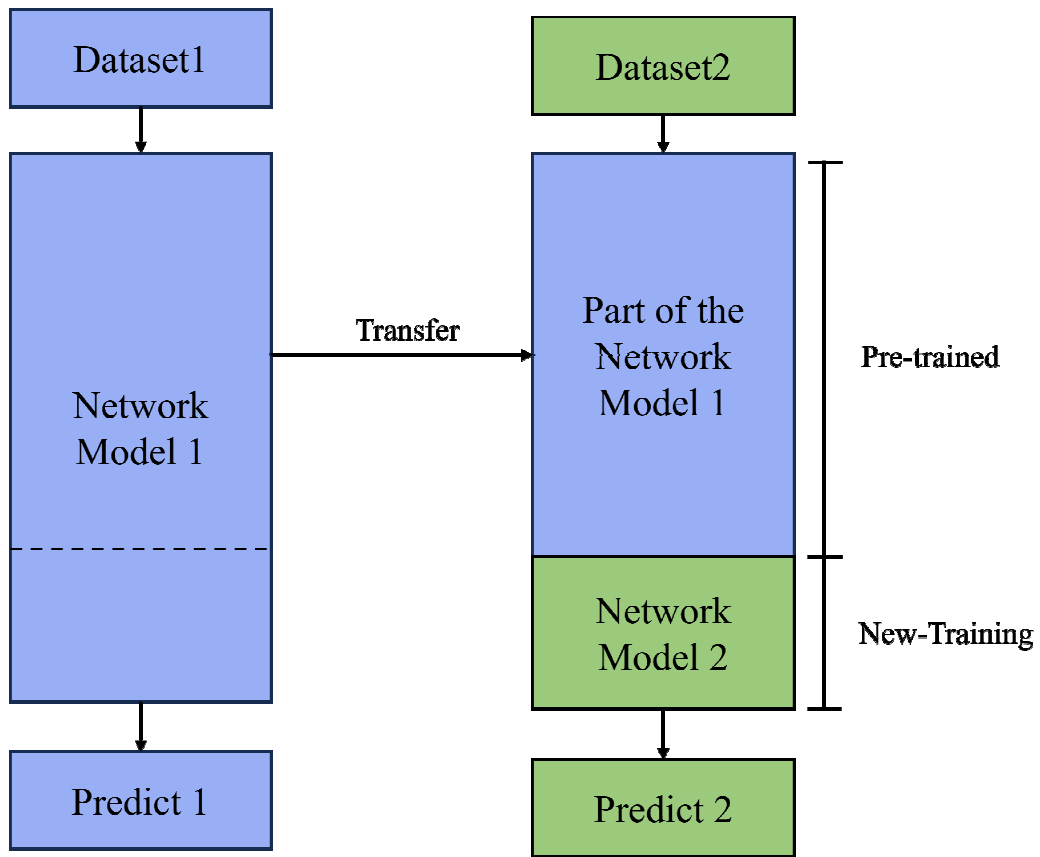 Dataset1
Network
Model 1
Predict 1
Transfer
Dataset2
Part of the
Network
Model 1
Network
Model 2
Predict 2
Pre-trained
New-Training